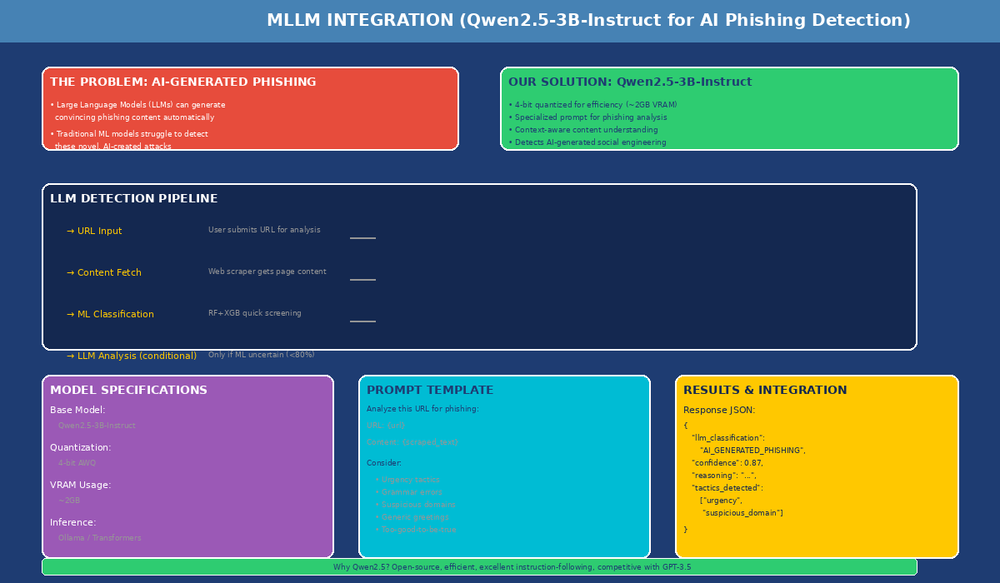 MLLM INTEGRATION (Qwen2.5-3B-Instruct for AI Phishing Detection)
THE PROBLEM: AI-GENERATED PHISHING
• Large Language Models (LLMs) can generate
convincing phishing content automatically
• Traditional ML models struggle to detect
these novel, AI-created attacks
OUR SOLUTION: Qwen2.5-3B-Instruct
• 4-bit quantized for efficiency (~2GB VRAM)
• Specialized prompt for phishing analysis
• Context-aware content understanding
• Detects AI-generated social engineering
LLM DETECTION PIPELINE
→ URL Input User submits URL for analysis
→ Content Fetch Web scraper gets page content
→ ML Classification RF+XGB quick screening
→ LLM Analysis (conditional) Only if ML uncertain (<80%)
MODEL SPECIFICATIONS
Base Model:
Qwen2.5-3B-Instruct
Quantization:
4-bit AWQ
VRAM Usage:
~2GB
Inference:
Ollama / Transformers
PROMPT TEMPLATE
Analyze this URL for phishing:
URL: {url}
Content: {scraped_text}
Consider:
• Urgency tactics
• Grammar errors
• Suspicious domains
• Generic greetings
• Too-good-to-be-true
RESULTS & INTEGRATION
Response JSON:
{
"llm_classification":
"AI_GENERATED_PHISHING",
"confidence": 0.87,
"reasoning": "...",
"tactics_detected":
["urgency",
"suspicious_domain"]
}
Why Qwen2.5? Open-source, efficient, excellent instruction-following, competitive with GPT-3.5